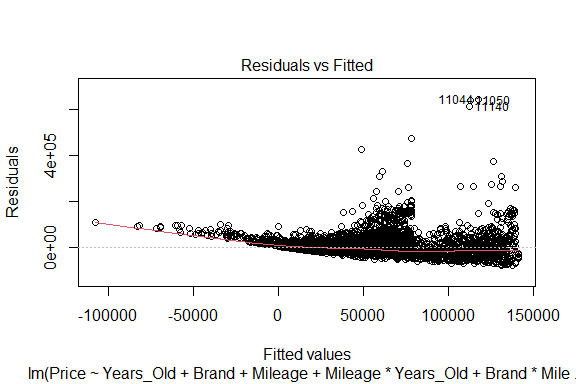 Residuals vs Fitted
11044
11050
11140
Residuals
4e+05
0e+00
-100000 -50000 0 50000 100000 150000
Fitted values
lm(Price ~ Years_Old + Brand + Mileage + Mileage * Years_Old + Brand * Mile .